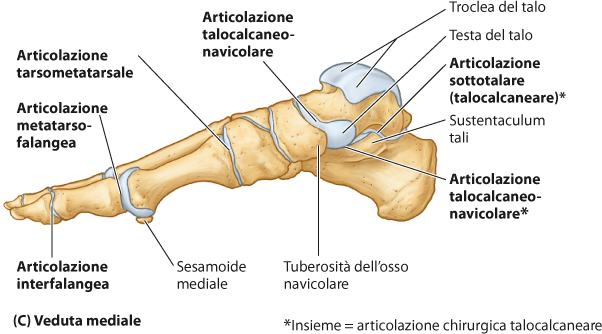 Troclea del talo
Articolazione
talocalcaneo-
navicolare
Testa del talo
Articolazione
tarsometatarsale
Articolazione
sottotalare
(talocalcaneare)*
Articolazione
metatarso-
falangea
Sustentaculum
tali
Articolazione
talocalcaneo-
navicolare*
Articolazione
interfalangea
Sesamoide
mediale
Tuberosità dell'osso
navicolare
(C) Veduta mediale
*Insieme = articolazione chirurgica talocalcaneare